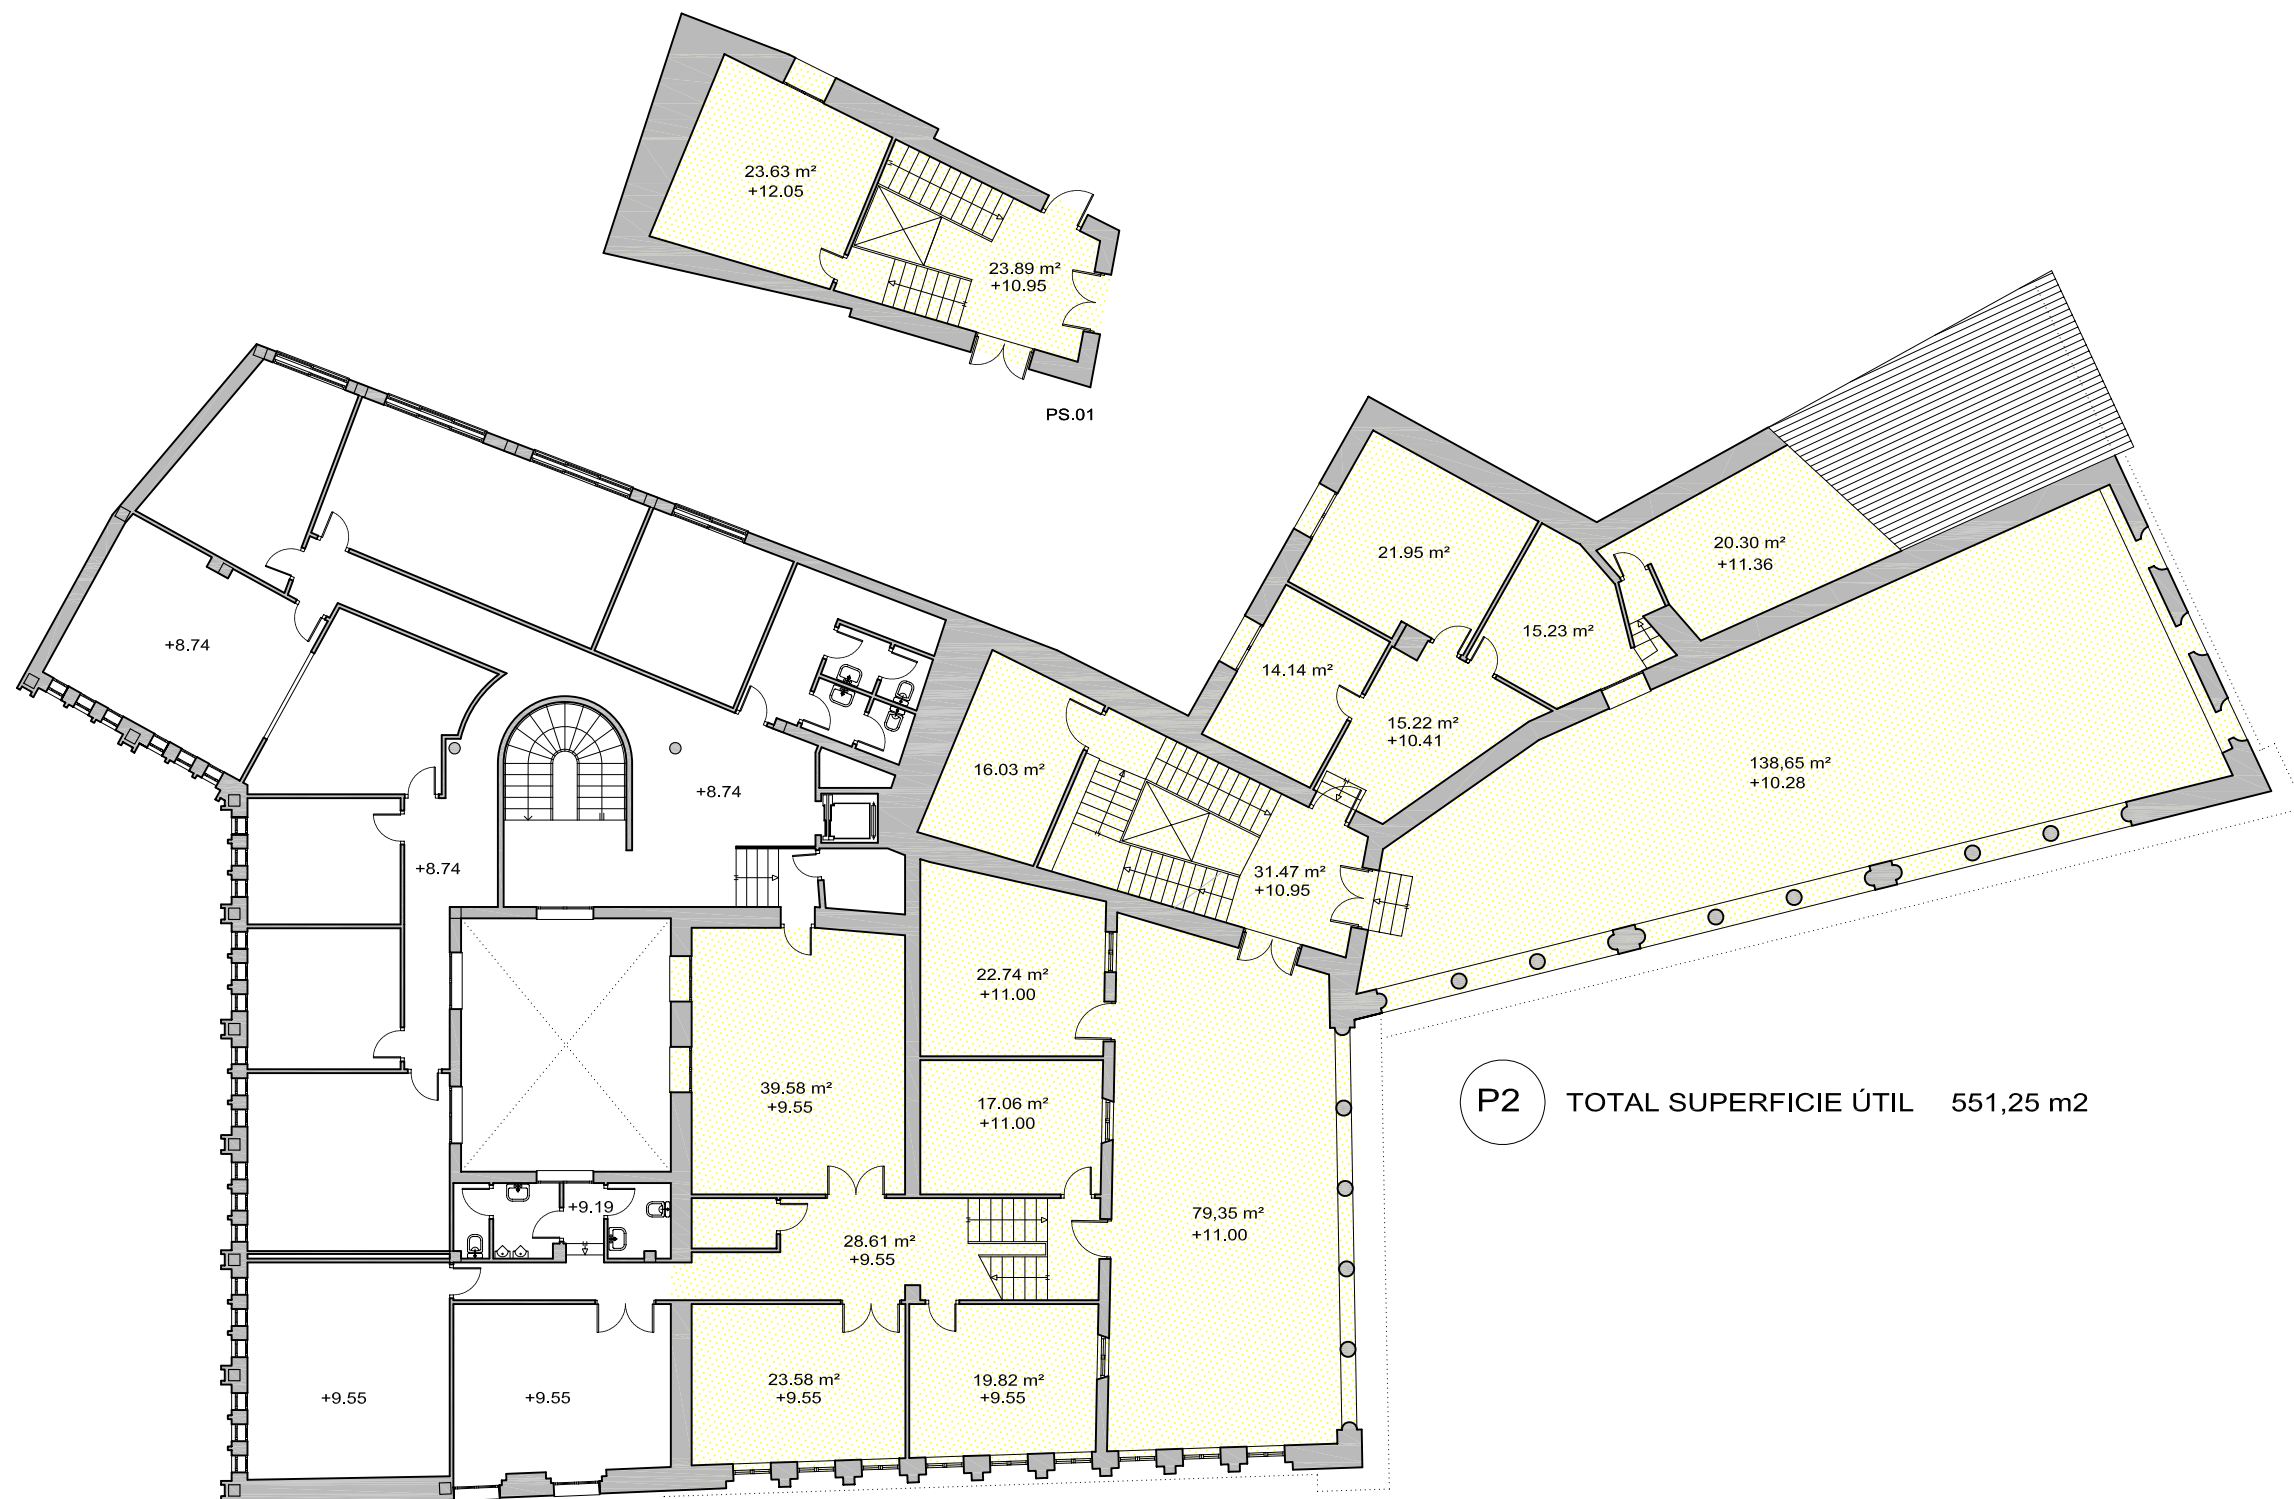 23.63 m²
+12.05
23.89 m²
+10.95
PS.01
21.95 m²
20.30 m²
+11.36
+8.74
15.23 m²
14.14 m²
15.22 m²
+10.41
16.03 m²
138,65 m²
+10.28
+8.74
+8.74
31.47 m²
+10.95
22.74 m²
+11.00
39.58 m²
+9.55
17.06 m²
+11.00
P2 TOTAL SUPERFICIE ÚTIL 551,25 m2
+9.19
79,35 m²
+11.00
28.61 m²
+9.55
23.58 m²
+9.55
19.82 m²
+9.55
+9.55
+9.55